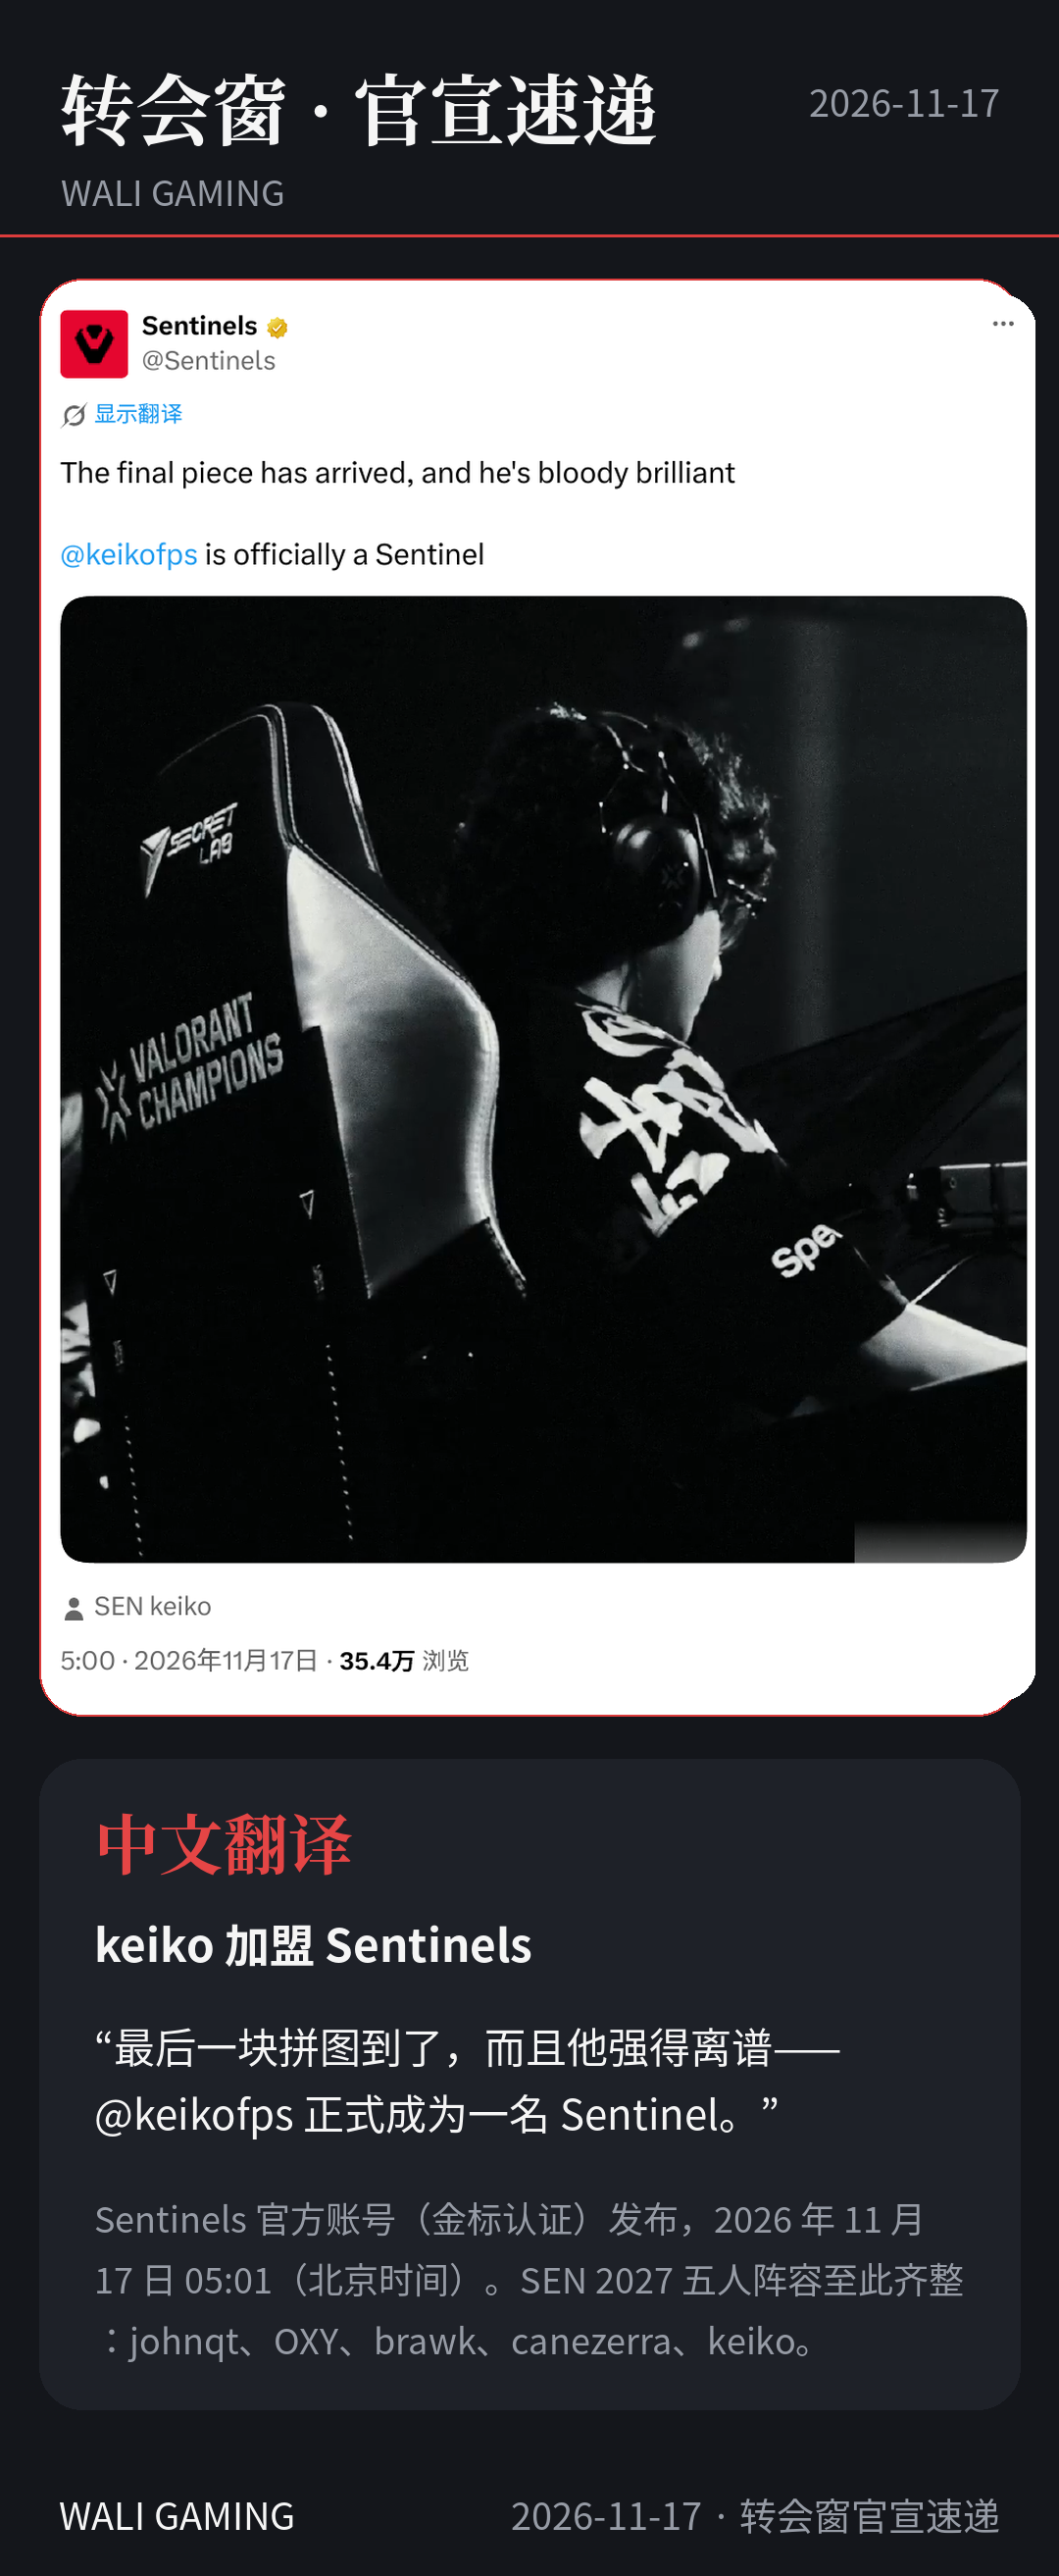 转会窗 · 官宣速递
2026-11-17
WALI GAMING
Sentinels
@Sentinels
显示翻译
The final piece has arrived, and he's bloody brilliant
@keikofps is officially a Sentinel
SECRET
LAB
VALORANT
CHAMPIONS
Spe
SEN keiko
5:00 · 2026年11月17日 · 35.4万 浏览
中文翻译
keiko 加盟 Sentinels
“最后一块拼图到了，而且他强得离谱——
@keikofps 正式成为一名 Sentinel。”
Sentinels 官方账号（金标认证）发布，2026 年 11 月
17 日 05:01（北京时间）。SEN 2027 五人阵容至此齐整
：johnqt、OXY、brawk、canezerra、keiko。
WALI GAMING
2026-11-17 · 转会窗官宣速递